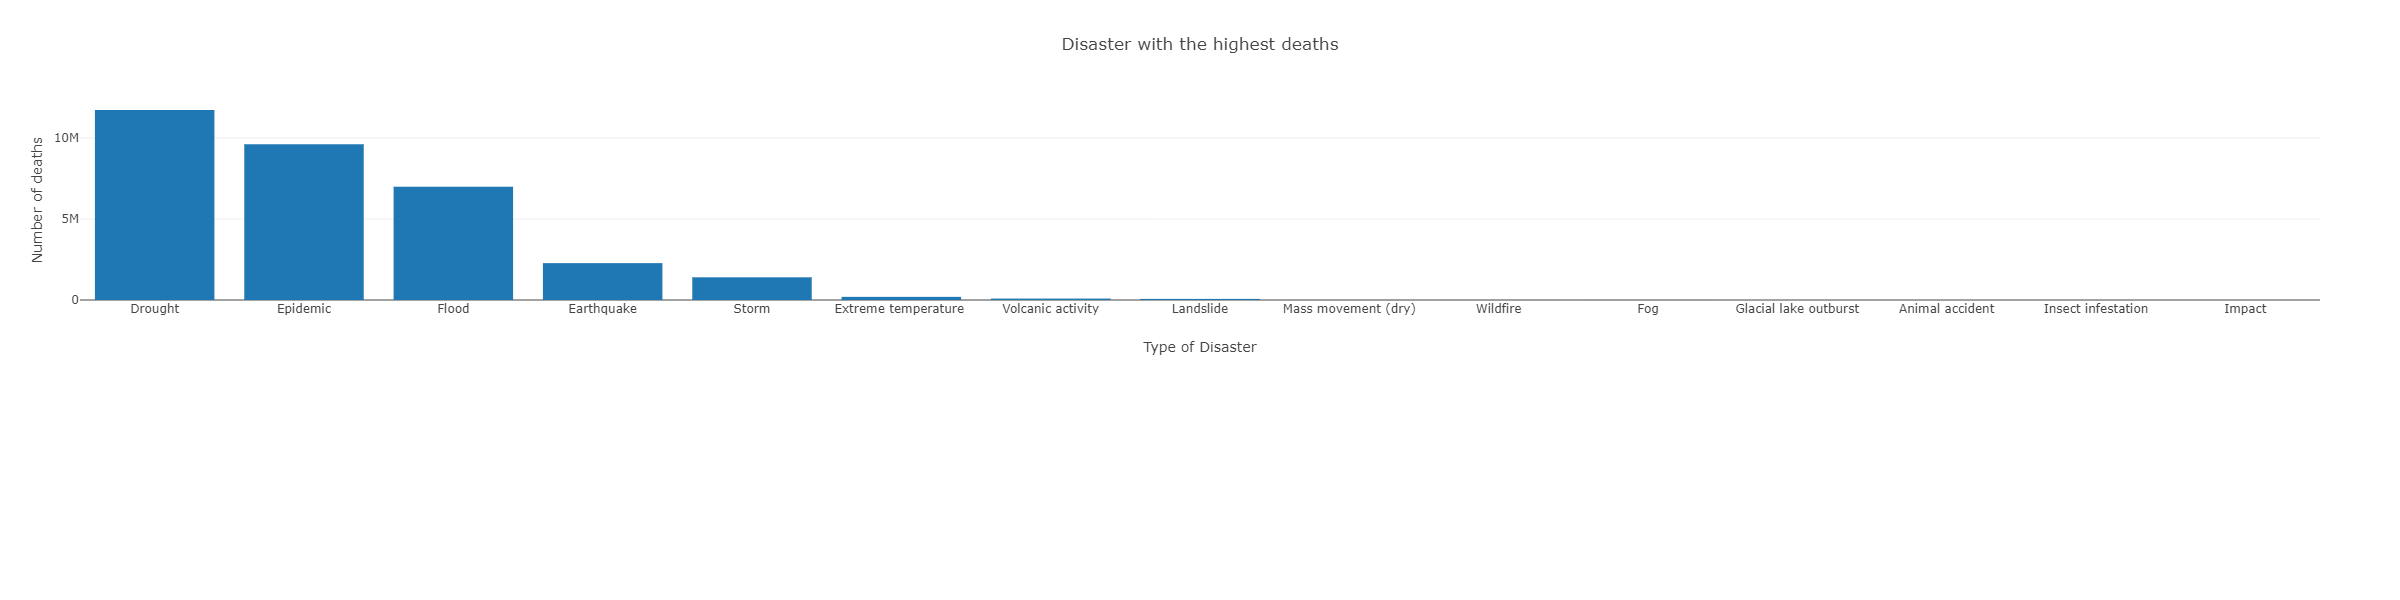 Disaster with the highest deaths
Number of deaths
10M
5M
0
Drought Epidemic Flood Earthquake Storm Extreme temperature Volcanic activity Landslide Mass movement (dry) Wildfire Fog Glacial lake outburst Animal accident Insect infestation Impact
Type of Disaster